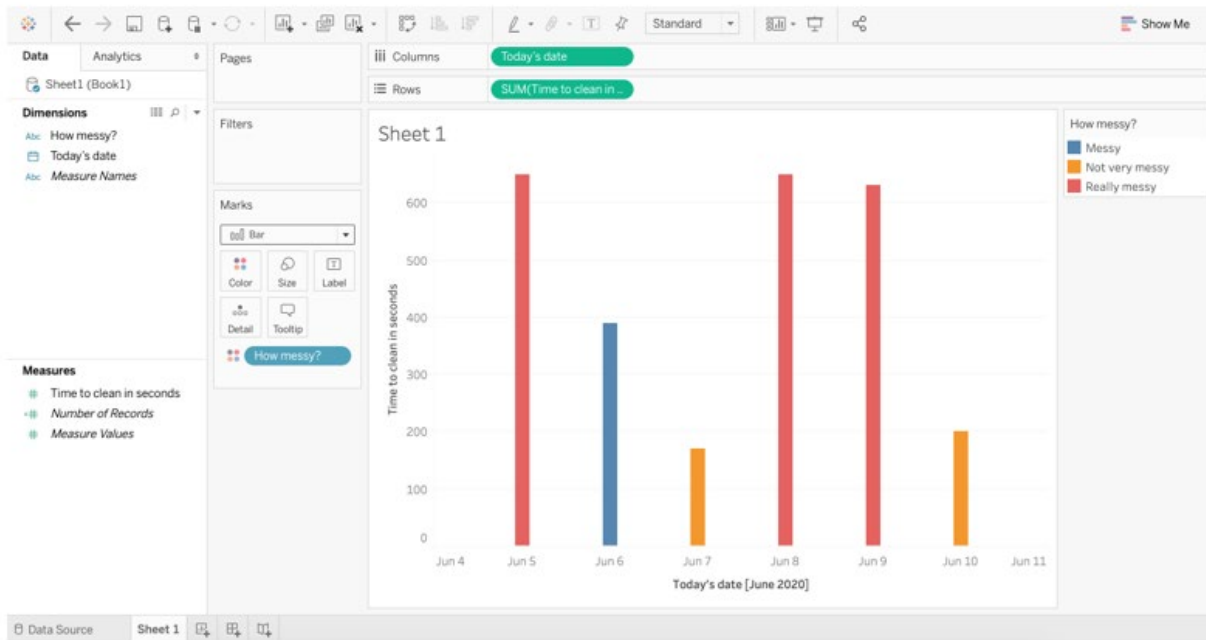 Standard
Show Me
Data
Analytics
Sheet1 (Book1)
Dimensions
Abc How messy?
Today's date
Abc Measure Names
Measures
Time to clean in seconds
Number of Records
Measure Values
Pages
Filters
Marks
Bar
Color
Size
Label
Detail
Tooltip
How messy?
Columns
Today's date
Rows
SUM(Time to clean in ..
Sheet 1
Time to clean in seconds
600
500
400
300
200
100
0
Jun 4
Jun 5
Jun 6
Jun 7
Jun 8
Jun 9
Jun 10
Jun 11
Today's date [June 2020]
How messy?
Messy
Not very messy
Really messy
Data Source
Sheet 1